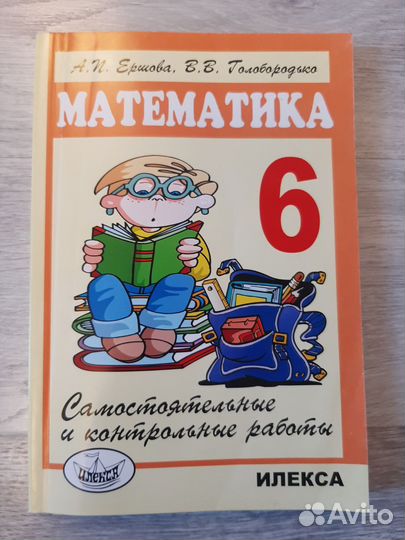 А.П. Ершова, В.В. Голобородько
МАТЕМАТИКА
6
Самостоятельные
и контрольные работы
ИЛЕКСА
ИЛЕКСА
Avito